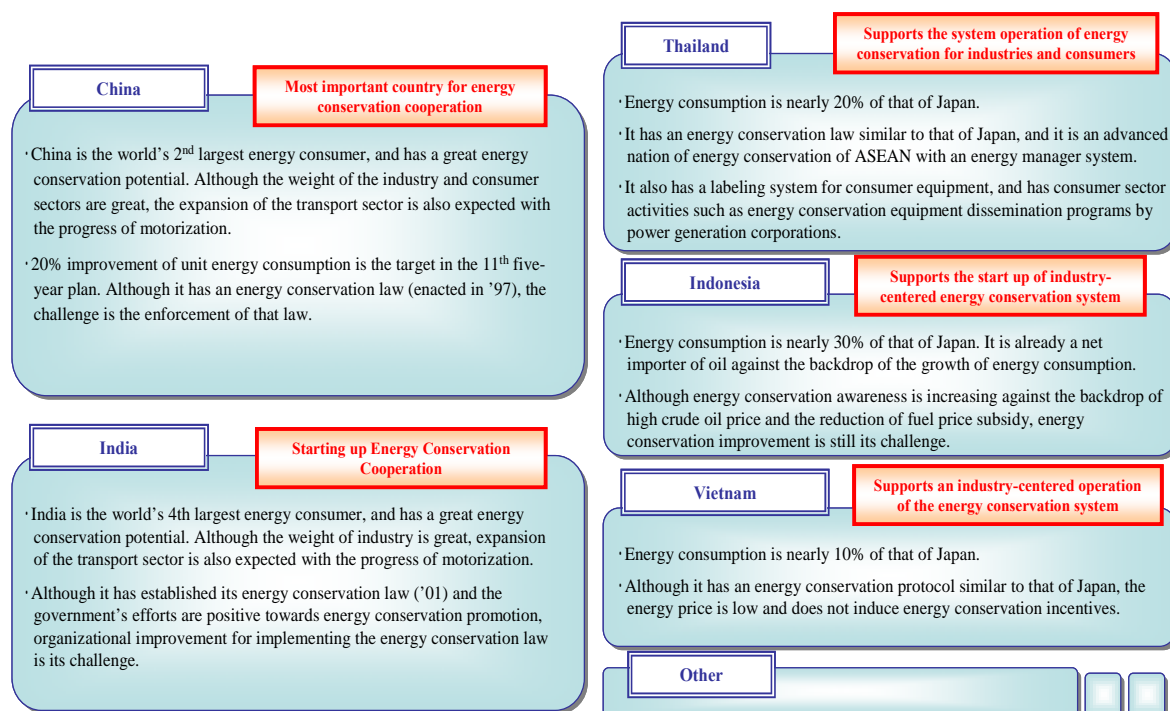 China
Most important country for energy
conservation cooperation
·China is the world’s 2nd largest energy consumer, and has a great energy
conservation potential. Although the weight of the industry and consumer
sectors are great, the expansion of the transport sector is also expected with
the progress of motorization.
·20% improvement of unit energy consumption is the target in the 11th five-
year plan. Although it has an energy conservation law (enacted in ’97), the
challenge is the enforcement of that law.
India
Starting up Energy Conservation
Cooperation
·India is the world’s 4th largest energy consumer, and has a great energy
conservation potential. Although the weight of industry is great, expansion
of the transport sector is also expected with the progress of motorization.
·Although it has established its energy conservation law (’01) and the
government’s efforts are positive towards energy conservation promotion,
organizational improvement for implementing the energy conservation law
is its challenge.
Thailand
Supports the system operation of energy
conservation for industries and consumers
·Energy consumption is nearly 20% of that of Japan.
·It has an energy conservation law similar to that of Japan, and it is an advanced
nation of energy conservation of ASEAN with an energy manager system.
·It also has a labeling system for consumer equipment, and has consumer sector
activities such as energy conservation equipment dissemination programs by
power generation corporations.
Indonesia
Supports the start up of industry-
centered energy conservation system
·Energy consumption is nearly 30% of that of Japan. It is already a net
importer of oil against the backdrop of the growth of energy consumption.
·Although energy conservation awareness is increasing against the backdrop of
high crude oil price and the reduction of fuel price subsidy, energy
conservation improvement is still its challenge.
Vietnam
Supports an industry-centered operation
of the energy conservation system
·Energy consumption is nearly 10% of that of Japan.
·Although it has an energy conservation protocol similar to that of Japan, the
energy price is low and does not induce energy conservation incentives.
Other